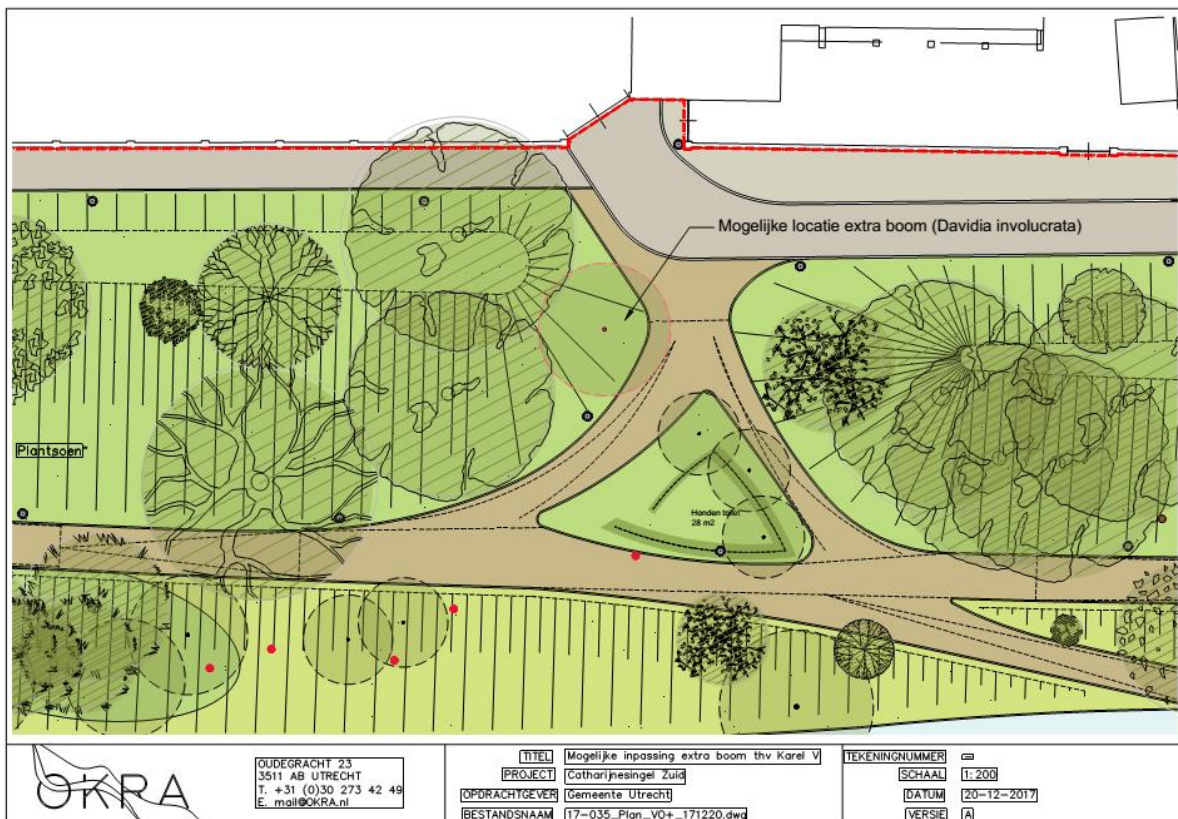 Mogelijke locatie extra boom (Davidia involucrata)
Plantsoen
Honden toilet
28 m2
OKRA
OUDEGRACHT 23
3511 AB UTRECHT
T. +31 (0)30 273 42 49
E. mail@OKRA.nl
TITEL Mogelijke inpassing extra boom thv Karel V
PROJECT Catharijnesingel Zuid
OPDRACHTGEVER Gemeente Utrecht
BESTANDSNAAM 17-035_Plan_VO+_171220.dwg
TEKENINGNUMMER -
SCHAAL 1: 200
DATUM 20-12-2017
VERSIE A